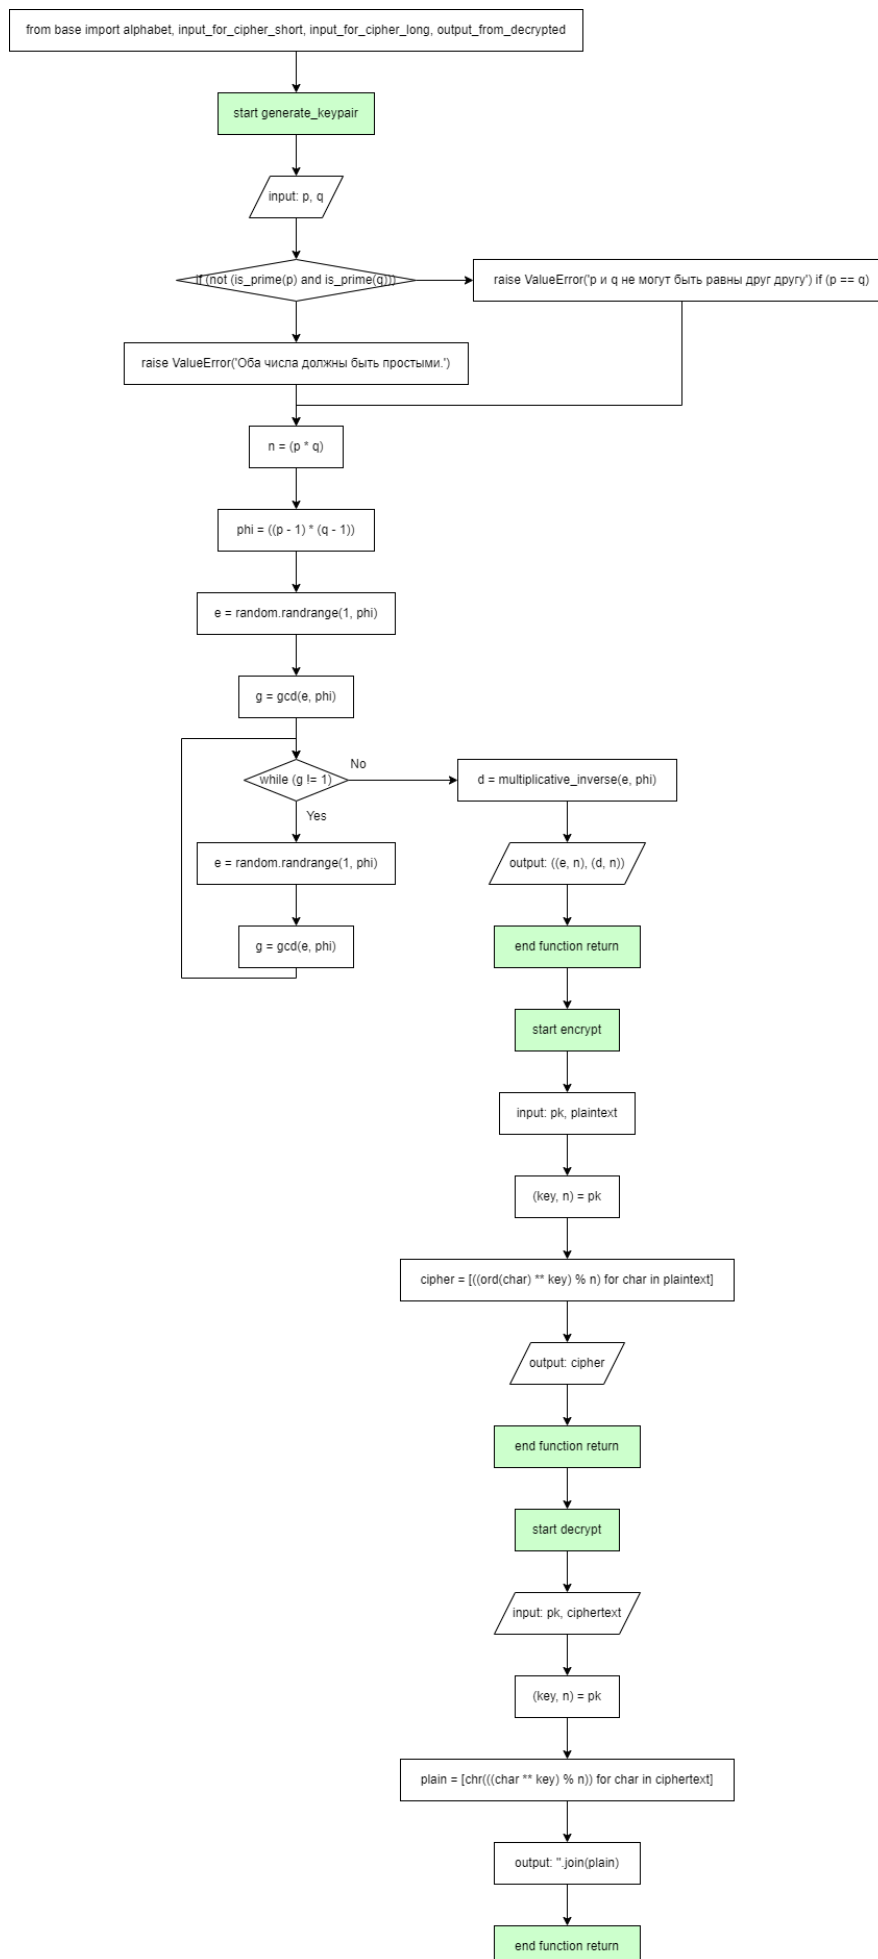 from base import alphabet, input_for_cipher_short, input_for_cipher_long, output_from_decrypted
start generate_keypair
input: p, q
if (not (is_prime(p) and is_prime(q)))
raise ValueError('p и q не могут быть равны друг другу') if (p == q)
raise ValueError('Оба числа должны быть простыми.')
n = (p * q)
phi = ((p - 1) * (q - 1))
e = random.randrange(1, phi)
g = gcd(e, phi)
while (g != 1)
No
Yes
e = random.randrange(1, phi)
g = gcd(e, phi)
d = multiplicative_inverse(e, phi)
output: ((e, n), (d, n))
end function return
start encrypt
input: pk, plaintext
(key, n) = pk
cipher = [((ord(char) ** key) % n) for char in plaintext]
output: cipher
end function return
start decrypt
input: pk, ciphertext
(key, n) = pk
plain = [chr(((char ** key) % n)) for char in ciphertext]
output: ''.join(plain)
end function return